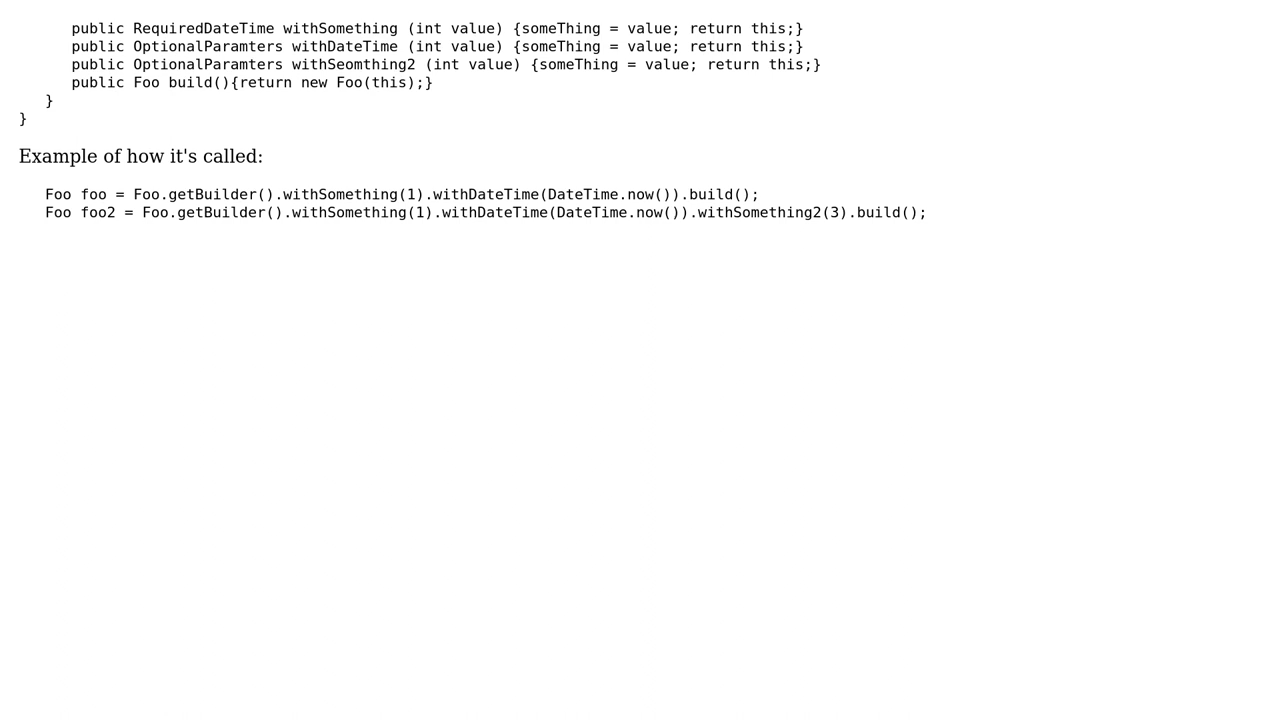 public RequiredDateTime withSomething (int value) {someThing = value; return this;}
public OptionalParamters withDateTime (int value) {someThing = value; return this;}
public OptionalParamters withSeomthing2 (int value) {someThing = value; return this;}
public Foo build(){return new Foo(this);}
}
}
Example of how it's called:
Foo foo = Foo.getBuilder().withSomething(1).withDateTime(DateTime.now()).build();
Foo foo2 = Foo.getBuilder().withSomething(1).withDateTime(DateTime.now()).withSomething2(3).build();